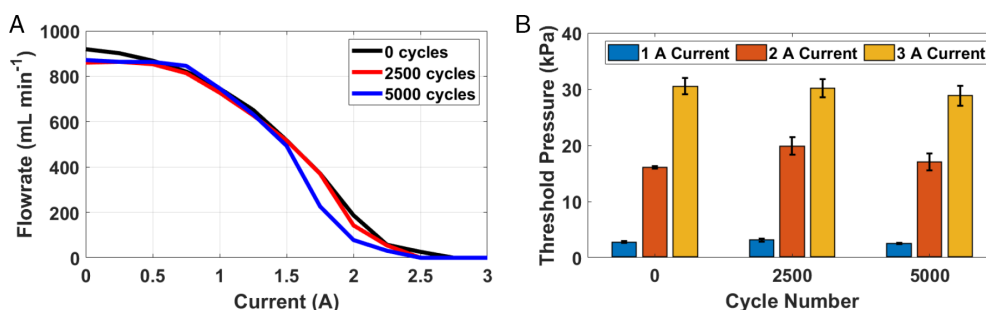 A
1000
800
600
400
200
0
Flowrate (mL min⁻¹)
0 cycles
2500 cycles
5000 cycles
0 0.5 1 1.5 2 2.5 3
Current (A)
B
40
30
20
10
0
Threshold Pressure (kPa)
1 A Current 2 A Current 3 A Current
0 2500 5000
Cycle Number